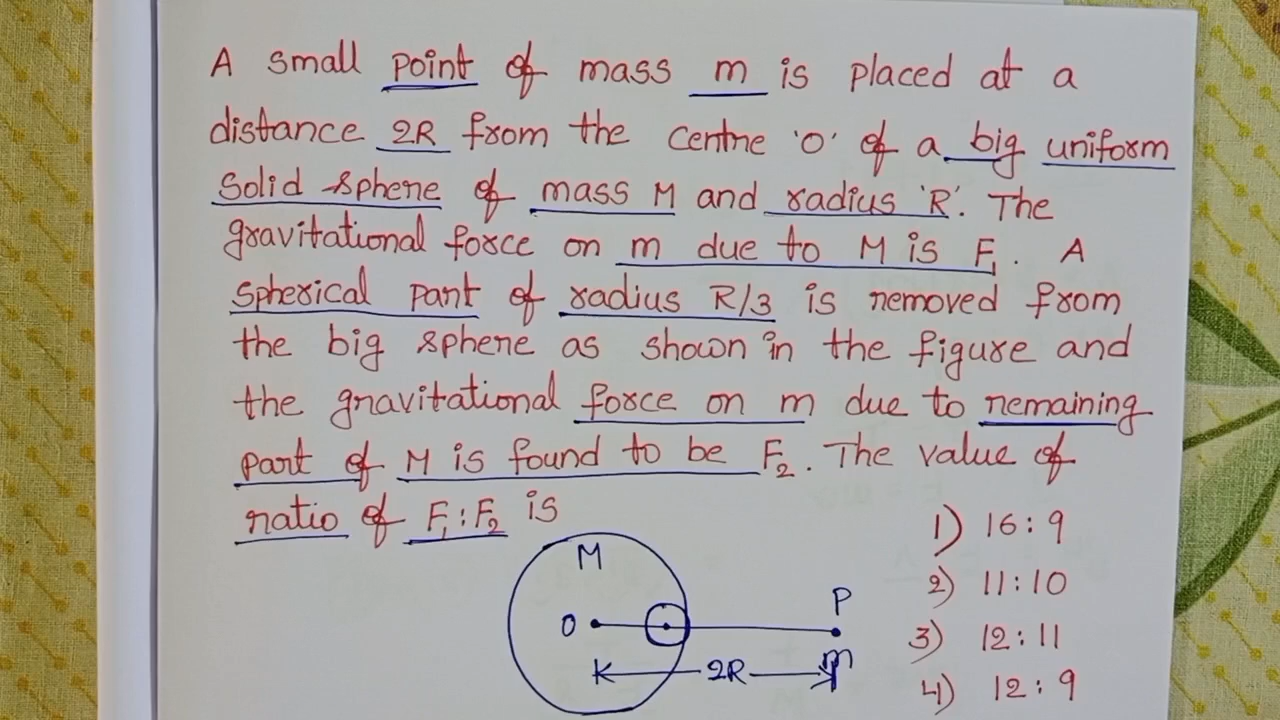 A small point of mass m is placed at a
distance 2R from the centre 'O' of a big uniform
solid sphere of mass M and radius 'R'. The
gravitational force on m due to M is F₁. A
spherical part of radius R/3 is removed from
the big sphere as shown in the figure and
the gravitational force on m due to remaining
part of M is found to be F₂. The value of
ratio of F₁:F₂ is
1) 16:9
M
2) 11:10
P
O
3) 12:11
2R
m
4) 12:9